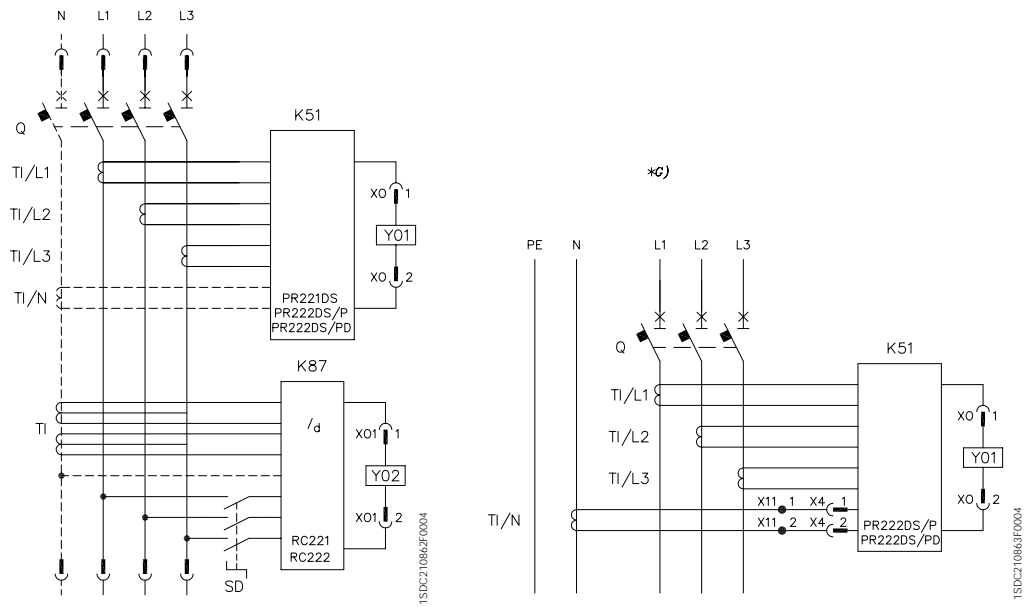 N L1 L2 L3
Q
K51
TI/L1
TI/L2
TI/L3
TI/N
X0 1
Y01
X0 2
PR221DS
PR222DS/P
PR222DS/PD
K87
TI
/d
X01 1
Y02
X01 2
RC221
RC222
SD
1SDC210862F0004
*G)
PE N L1 L2 L3
Q
K51
TI/L1
TI/L2
TI/L3
TI/N
X11 1 X4 1
X11 2 X4 2
X0 1
Y01
X0 2
PR222DS/P
PR222DS/PD
1SDC210863F0004